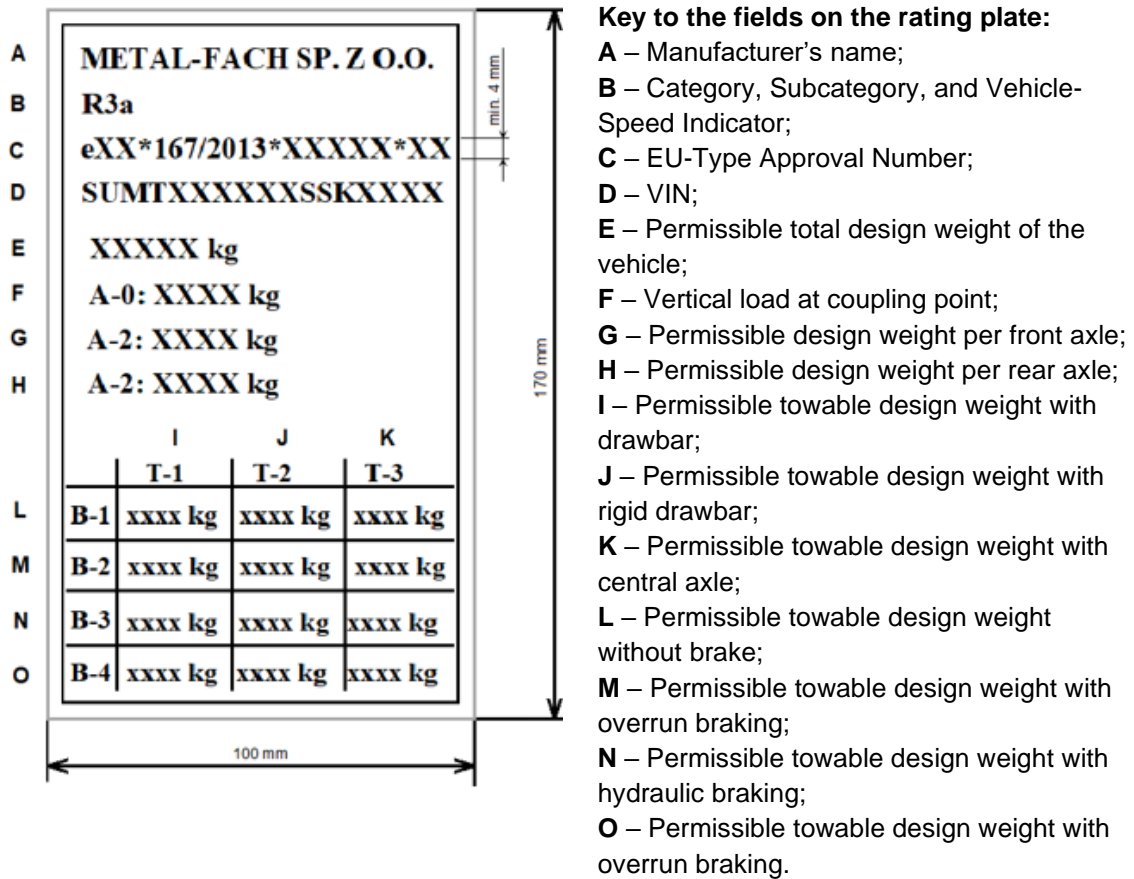 A METAL-FACH SP. Z O.O.
B R3a
C eXX*167/2013*XXXXX*XX
D SUMTXXXXXXSSKXXXX
E XXXXX kg
F A-0: XXXX kg
G A-2: XXXX kg
H A-2: XXXX kg
I J K
T-1 T-2 T-3
L B-1 xxxx kg xxxx kg xxxx kg
M B-2 xxxx kg xxxx kg xxxx kg
N B-3 xxxx kg xxxx kg xxxx kg
O B-4 xxxx kg xxxx kg xxxx kg
min. 4 mm
170 mm
100 mm
Key to the fields on the rating plate:
A – Manufacturer’s name;
B – Category, Subcategory, and Vehicle-
Speed Indicator;
C – EU-Type Approval Number;
D – VIN;
E – Permissible total design weight of the
vehicle;
F – Vertical load at coupling point;
G – Permissible design weight per front axle;
H – Permissible design weight per rear axle;
I – Permissible towable design weight with
drawbar;
J – Permissible towable design weight with
rigid drawbar;
K – Permissible towable design weight with
central axle;
L – Permissible towable design weight
without brake;
M – Permissible towable design weight with
overrun braking;
N – Permissible towable design weight with
hydraulic braking;
O – Permissible towable design weight with
overrun braking.